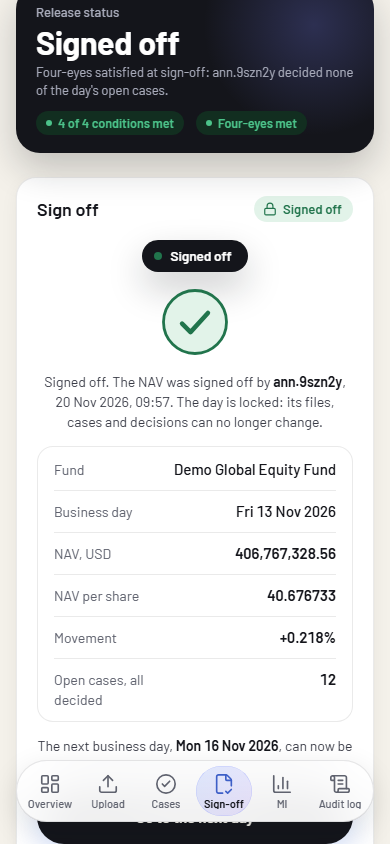 Release status
Signed off
Four-eyes satisfied at sign-off: ann.9szn2y decided none
of the day's open cases.
4 of 4 conditions met
Four-eyes met
Sign off
Signed off
Signed off
Signed off. The NAV was signed off by ann.9szn2y,
20 Nov 2026, 09:57. The day is locked: its files,
cases and decisions can no longer change.
Fund Demo Global Equity Fund
Business day Fri 13 Nov 2026
NAV, USD 406,767,328.56
NAV per share 40.676733
Movement +0.218%
Open cases, all 12
decided
The next business day, Mon 16 Nov 2026, can now be
Overview Upload Cases Sign-off MI Audit log